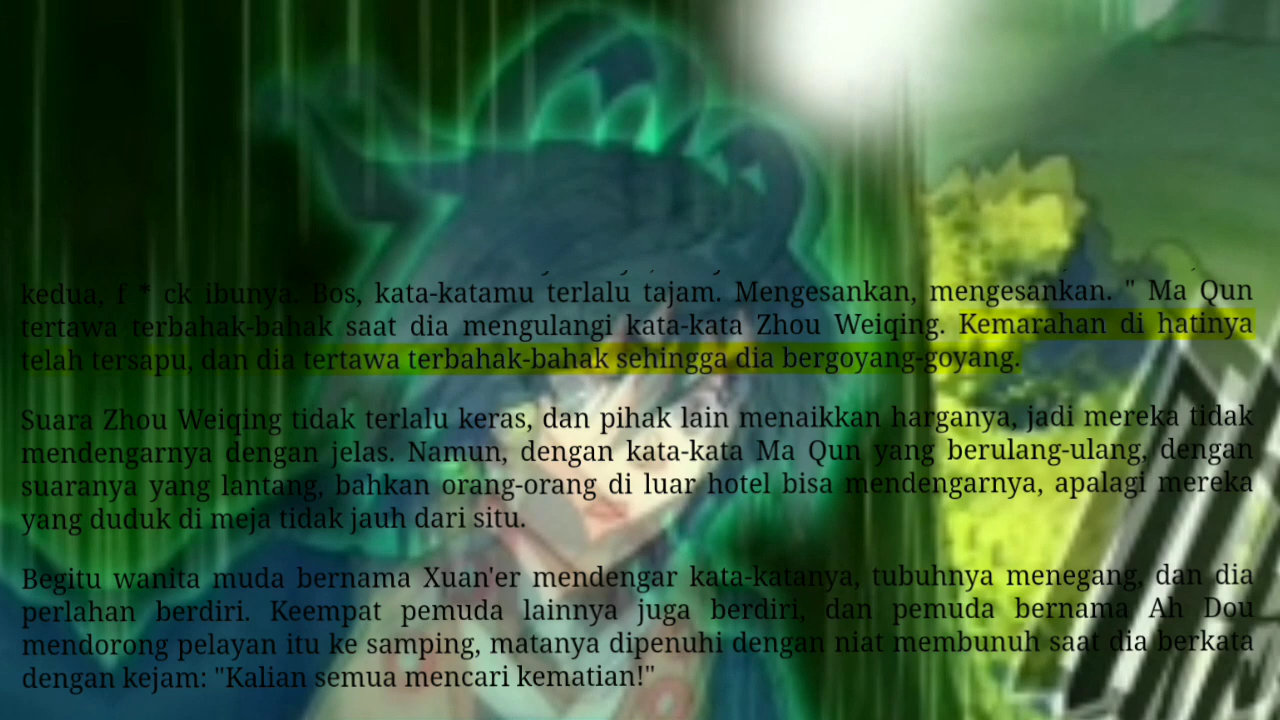 kedua, f * ck ibunya. Bos, kata-katamu terlalu tajam. Mengesankan, mengesankan. " Ma Qun
tertawa terbahak-bahak saat dia mengulangi kata-kata Zhou Weiqing. Kemarahan di hatinya
telah tersapu, dan dia tertawa terbahak-bahak sehingga dia bergoyang-goyang.
Suara Zhou Weiqing tidak terlalu keras, dan pihak lain menaikkan harganya, jadi mereka tidak
mendengarnya dengan jelas. Namun, dengan kata-kata Ma Qun yang berulang-ulang, dengan
suaranya yang lantang, bahkan orang-orang di luar hotel bisa mendengarnya, apalagi mereka
yang duduk di meja tidak jauh dari situ.
Begitu wanita muda bernama Xuan'er mendengar kata-katanya, tubuhnya menegang, dan dia
perlahan berdiri. Keempat pemuda lainnya juga berdiri, dan pemuda bernama Ah Dou
mendorong pelayan itu ke samping, matanya dipenuhi dengan niat membunuh saat dia berkata
dengan kejam: "Kalian semua mencari kematian!"